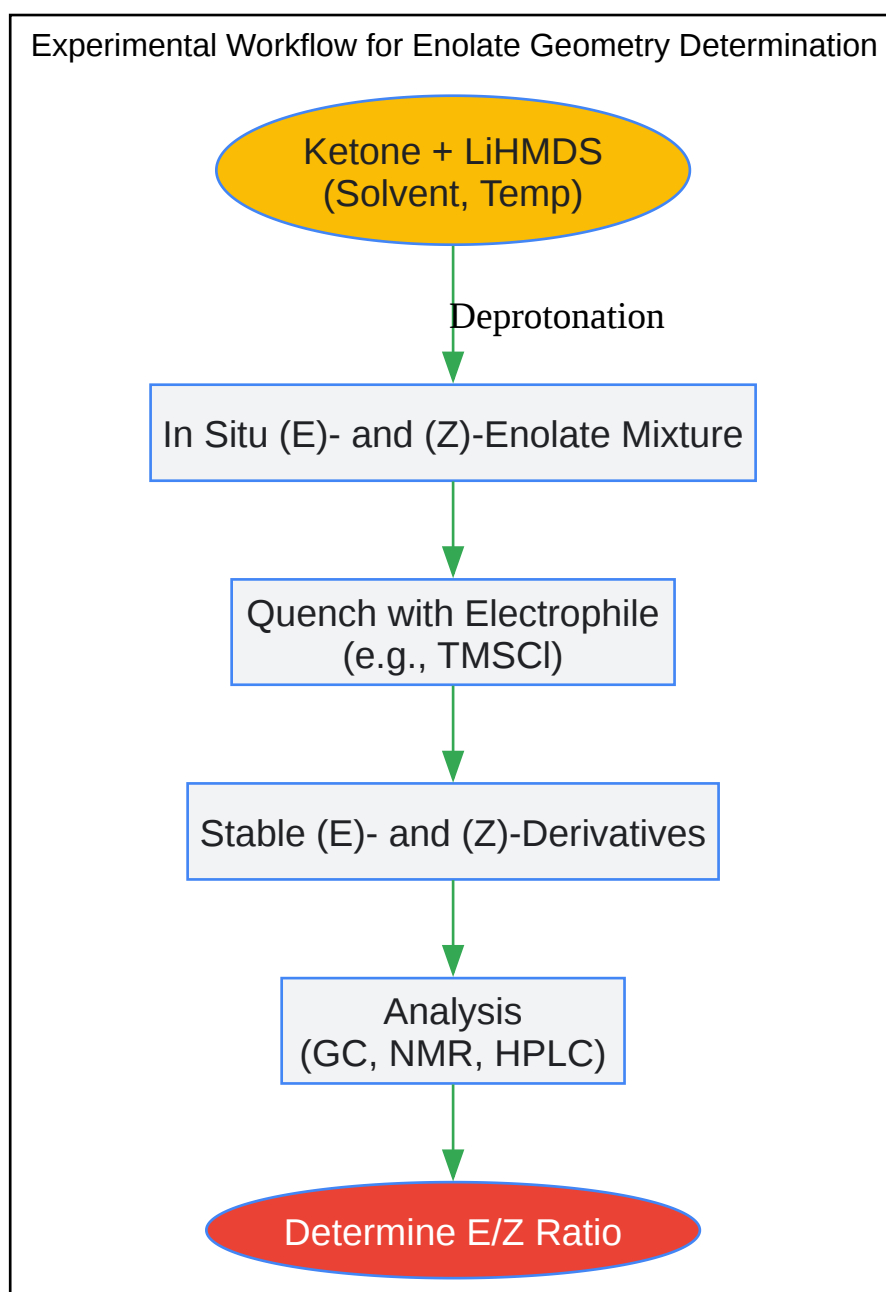 Experimental Workflow for Enolate Geometry Determination
Ketone + LiHMDS
(Solvent, Temp)
Deprotonation
In Situ (E)- and (Z)-Enolate Mixture
Quench with Electrophile
(e.g., TMSCl)
Stable (E)- and (Z)-Derivatives
Analysis
(GC, NMR, HPLC)
Determine E/Z Ratio